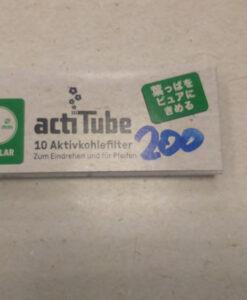 葉っぱを
ピュアに
きめる
mm
LAR
actiTube
10 Aktivkohlefilter
Zum Eindrehen und für Pfeifen
200